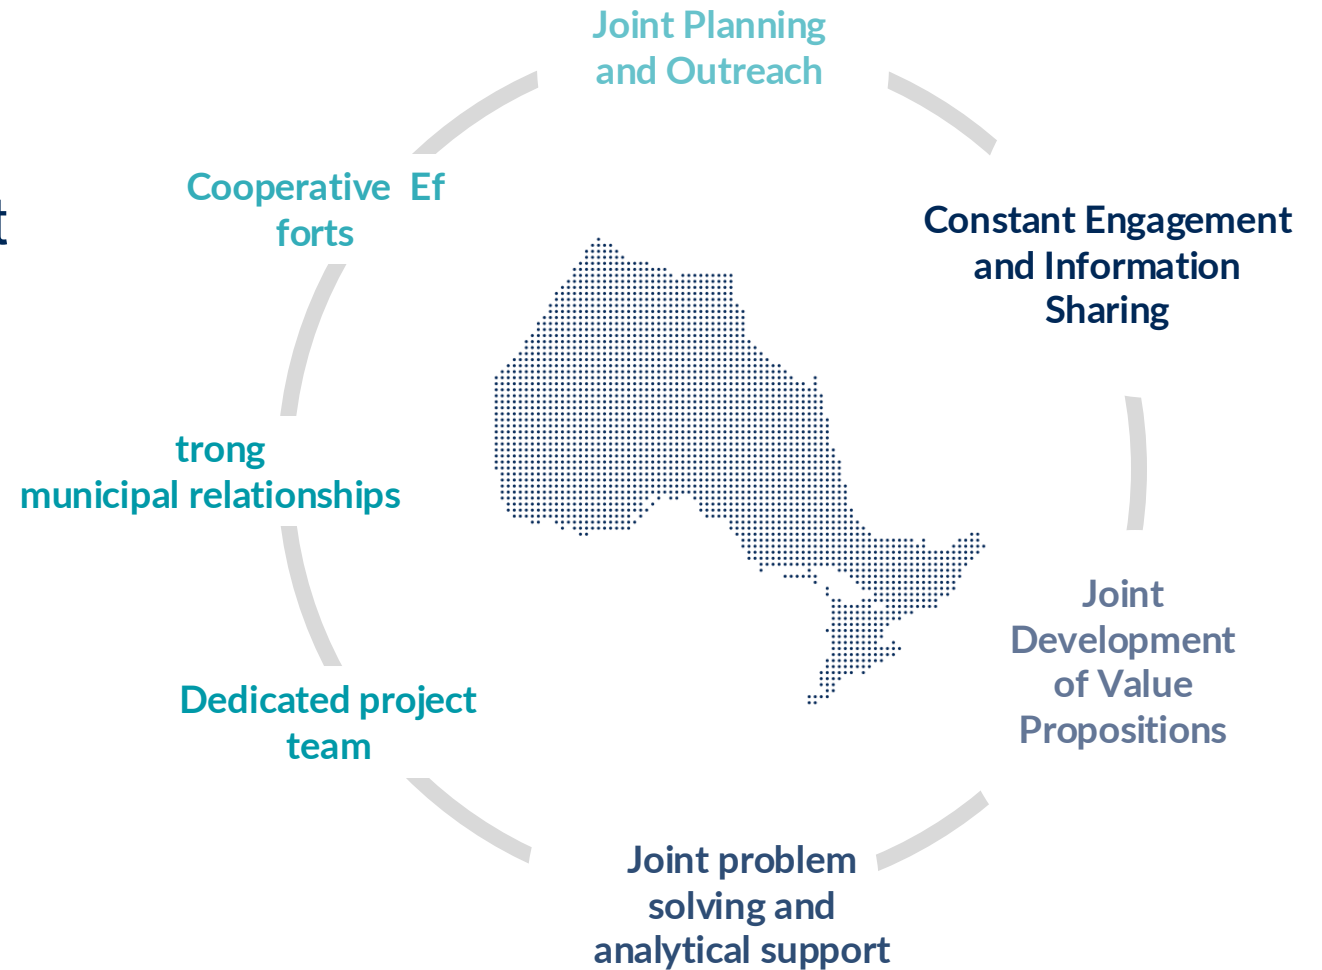 Joint Planning
and Outreach
Constant Engagement
and Information
Sharing
Joint
Development
of Value
Propositions
Joint problem
solving and
analytical support
Dedicated project
team
trong
municipal relationships
Cooperative  Ef
forts
t